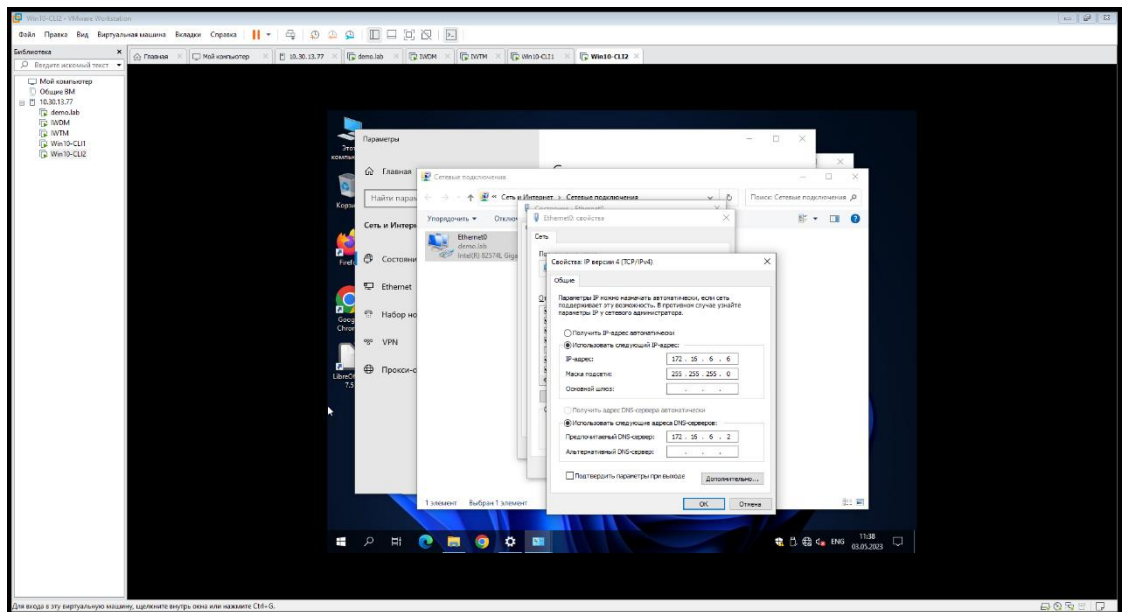 Win10-CLI2 - VMware Workstation
Файл Правка Вид Виртуальная машина Вкладки Справка
Библиотека
Введите искомый текст
Мой компьютер
Общие ВМ
10.30.13.77
demo.lab
IWDM
IWTM
Win10-CLI1
Win10-CLI2
Главная Мой компьютер 10.30.13.77 demo.lab IWDM IWTM Win10-CLI1 Win10-CLI2
Параметры
Главная
Найти парам
Сеть и Интерн
Состояни
Ethernet
Набор но
VPN
Прокси-с
Сетевые подключения
Сеть и Интернет > Сетевые подключения
Поиск: Сетевые подключения
Упорядочить Отключ
Ethernet0
demo.lab
Intel(R) 82574L Giga
1 элемент Выбран 1 элемент
Ethernet0: свойства
Сеть
Свойства: IP версии 4 (TCP/IPv4)
Общие
Параметры IP можно назначать автоматически, если сеть
поддерживает эту возможность. В противном случае узнайте
параметры IP у сетевого администратора.
Получить IP-адрес автоматически
Использовать следующий IP-адрес:
IP-адрес: 172 . 16 . 6 . 6
Маска подсети: 255 . 255 . 255 . 0
Основной шлюз: . . .
Получить адрес DNS-сервера автоматически
Использовать следующие адреса DNS-серверов:
Предпочитаемый DNS-сервер: 172 . 16 . 6 . 2
Альтернативный DNS-сервер: . . .
Подтвердить параметры при выходе
Дополнительно...
ОК Отмена
ENG
11:38
03.05.2023
Для входа в эту виртуальную машину, щелкните внутрь окна или нажмите Ctrl+G.